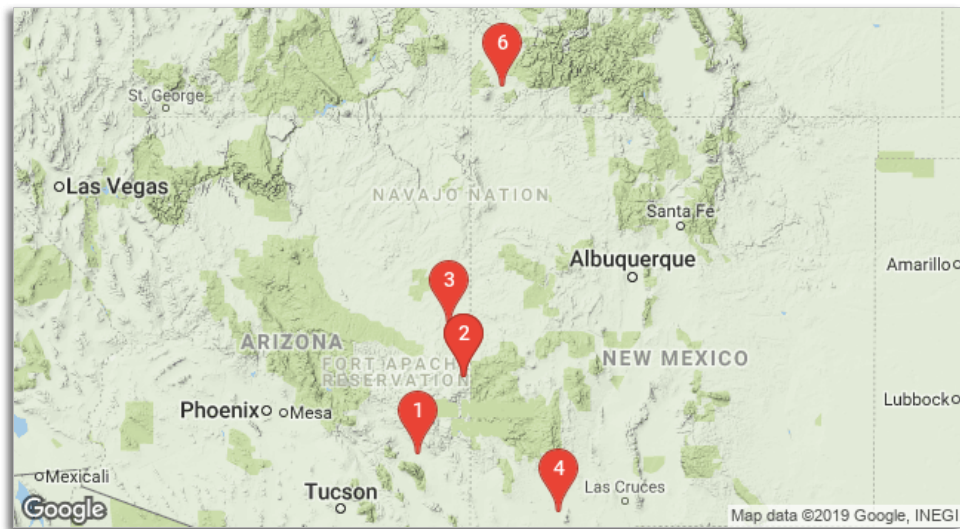 6
St. George
Las Vegas
NAVAJO NATION
Santa Fe
Albuquerque
Amarillo
3
2
ARIZONA
FORT APACHE
RESERVATION
NEW MEXICO
Phoenix
Mesa
1
Lubbock
4
Mexicali
Tucson
Las Cruces
Google
Map data ©2019 Google, INEGI